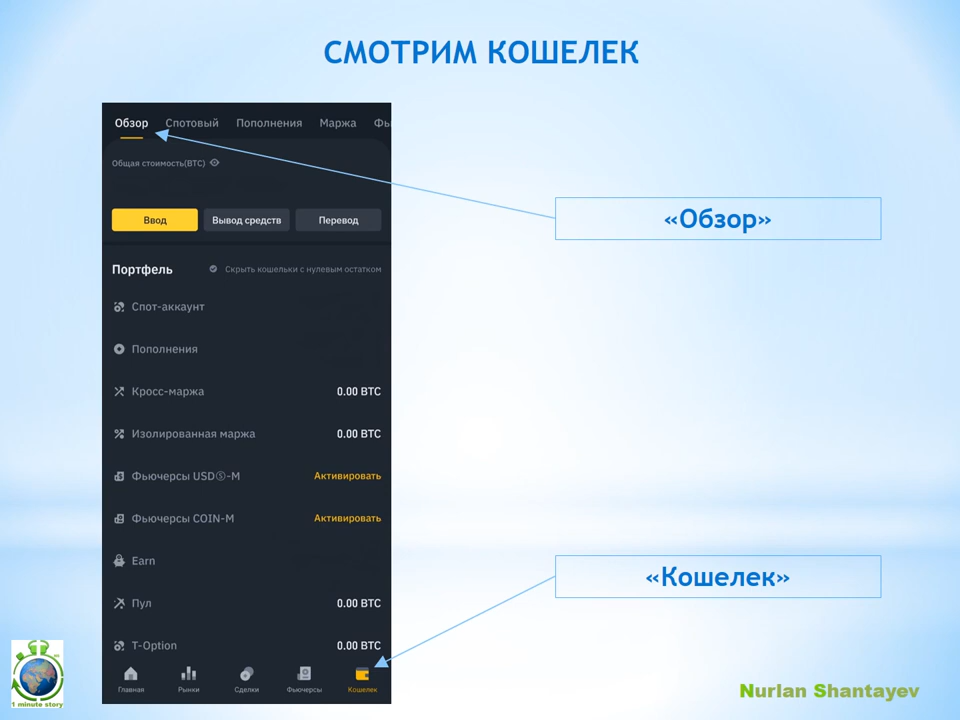 СМОТРИМ КОШЕЛЕК
Обзор Спотовый Пополнения Маржа Фы
Общая стоимость(BTC)
Ввод Вывод средств Перевод
«Обзор»
Портфель Скрыть кошельки с нулевым остатком
Спот-аккаунт
Пополнения
Кросс-маржа 0.00 BTC
Изолированная маржа 0.00 BTC
Фьючерсы USDⓈ-M Активировать
Фьючерсы COIN-M Активировать
Earn
«Кошелек»
Пул 0.00 BTC
T-Option 0.00 BTC
Главная Рынки Сделки Фьючерсы Кошелек
1 minute story
Nurlan Shantayev